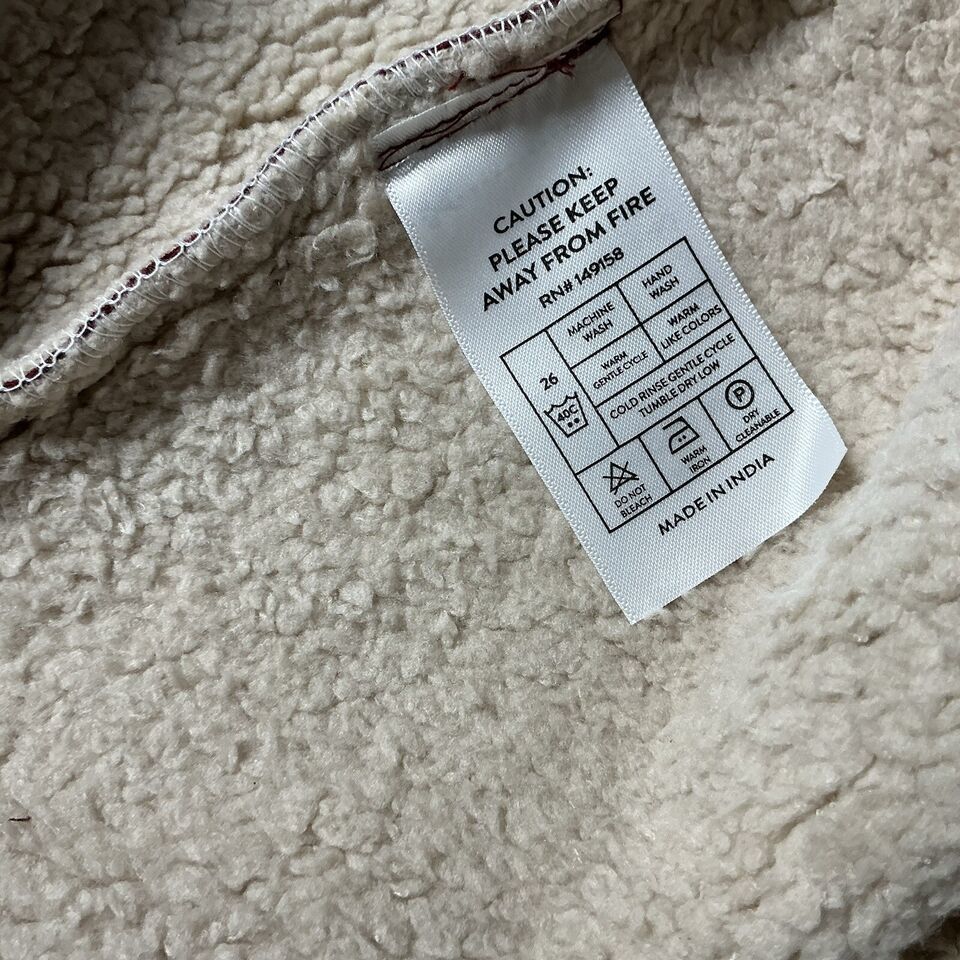 CAUTION:
PLEASE KEEP
AWAY FROM FIRE
RN# 149158
26
40C
MACHINE
WASH
HAND
WASH
WARM
GENTLE CYCLE
WARM
LIKE COLORS
COLD RINSE GENTLE CYCLE
TUMBLE DRY LOW
DO NOT
BLEACH
WARM
IRON
P
DRY
CLEANABLE
MADE IN INDIA